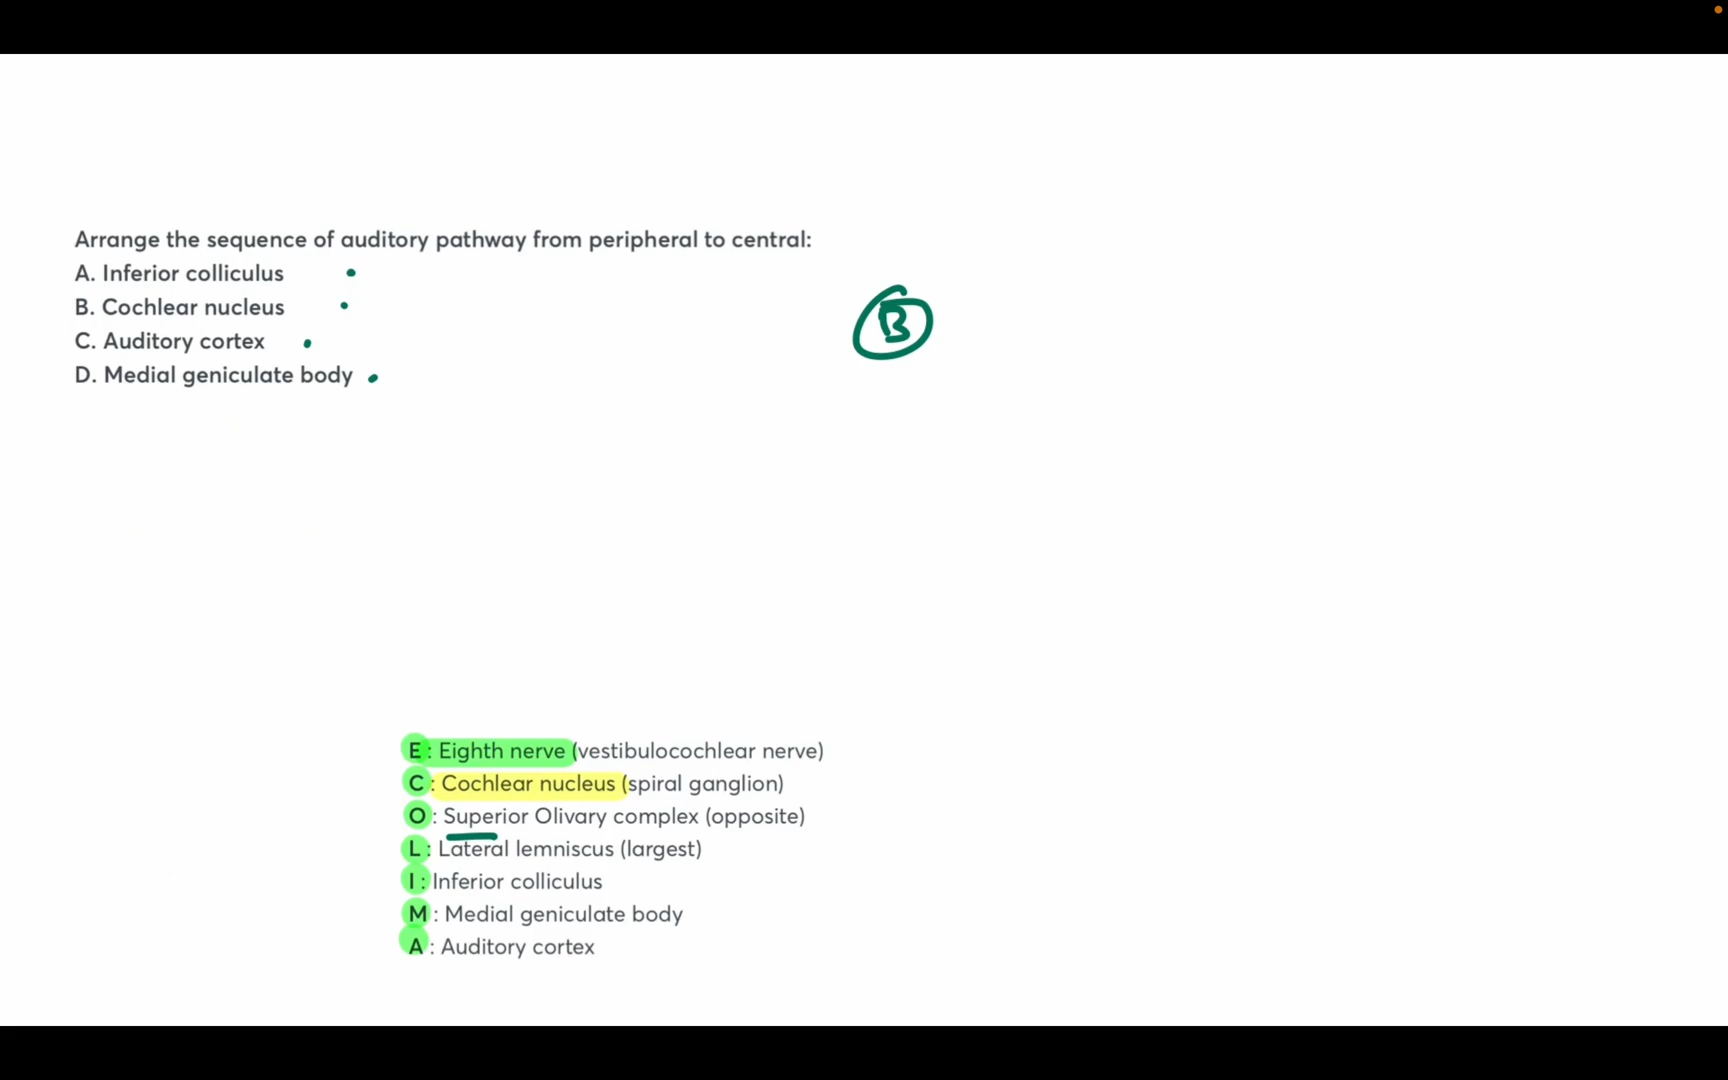 Arrange the sequence of auditory pathway from peripheral to central:
A. Inferior colliculus
B. Cochlear nucleus
C. Auditory cortex
D. Medial geniculate body
B
E : Eighth nerve (vestibulocochlear nerve)
C : Cochlear nucleus (spiral ganglion)
O : Superior Olivary complex (opposite)
L : Lateral lemniscus (largest)
I : Inferior colliculus
M : Medial geniculate body
A : Auditory cortex